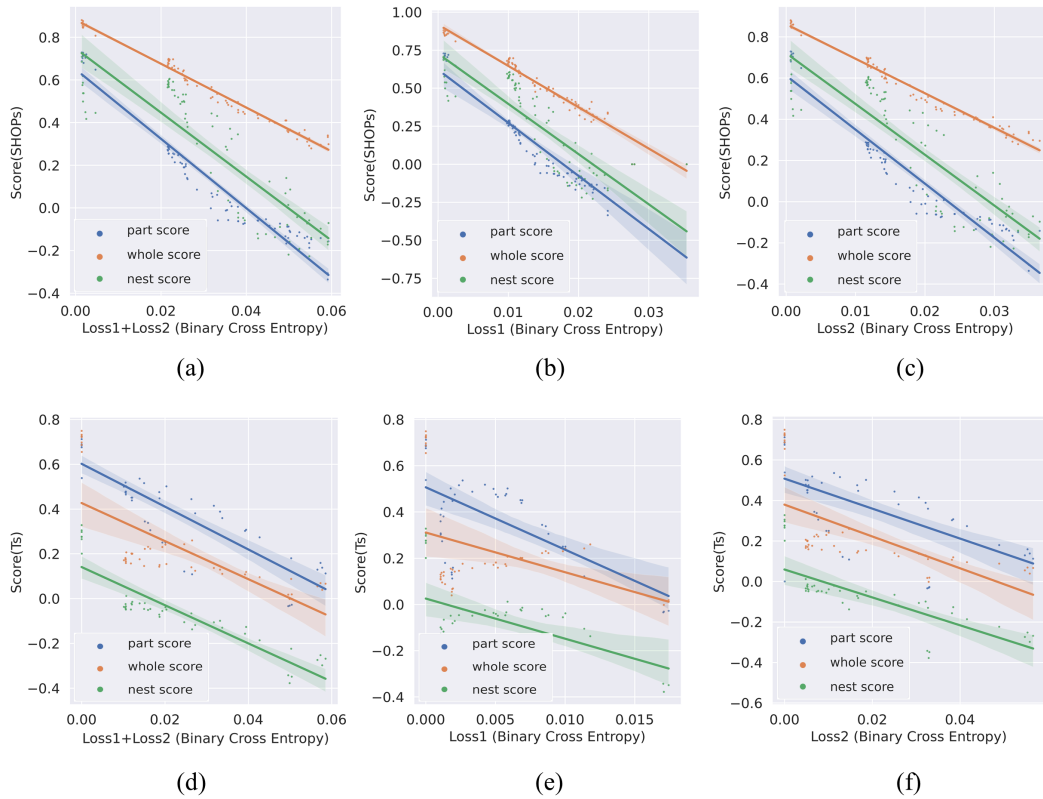 0.8
0.6
0.4
0.2
0.0
−0.2
−0.4
Score(SHOPs)
part score
whole score
nest score
0.00 0.02 0.04 0.06
Loss1+Loss2 (Binary Cross Entropy)
(a)
1.00
0.75
0.50
0.25
0.00
−0.25
−0.50
−0.75
Score(SHOPs)
part score
whole score
nest score
0.00 0.01 0.02 0.03
Loss1 (Binary Cross Entropy)
(b)
0.8
0.6
0.4
0.2
0.0
−0.2
−0.4
Score(SHOPs)
part score
whole score
nest score
0.00 0.01 0.02 0.03
Loss2 (Binary Cross Entropy)
(c)
0.8
0.6
0.4
0.2
0.0
−0.2
−0.4
Score(Ts)
part score
whole score
nest score
0.00 0.02 0.04 0.06
Loss1+Loss2 (Binary Cross Entropy)
(d)
0.8
0.6
0.4
0.2
0.0
−0.2
−0.4
Score(Ts)
part score
whole score
nest score
0.000 0.005 0.010 0.015
Loss1 (Binary Cross Entropy)
(e)
0.8
0.6
0.4
0.2
0.0
−0.2
−0.4
−0.6
Score(Ts)
part score
whole score
nest score
0.00 0.02 0.04
Loss2 (Binary Cross Entropy)
(f)